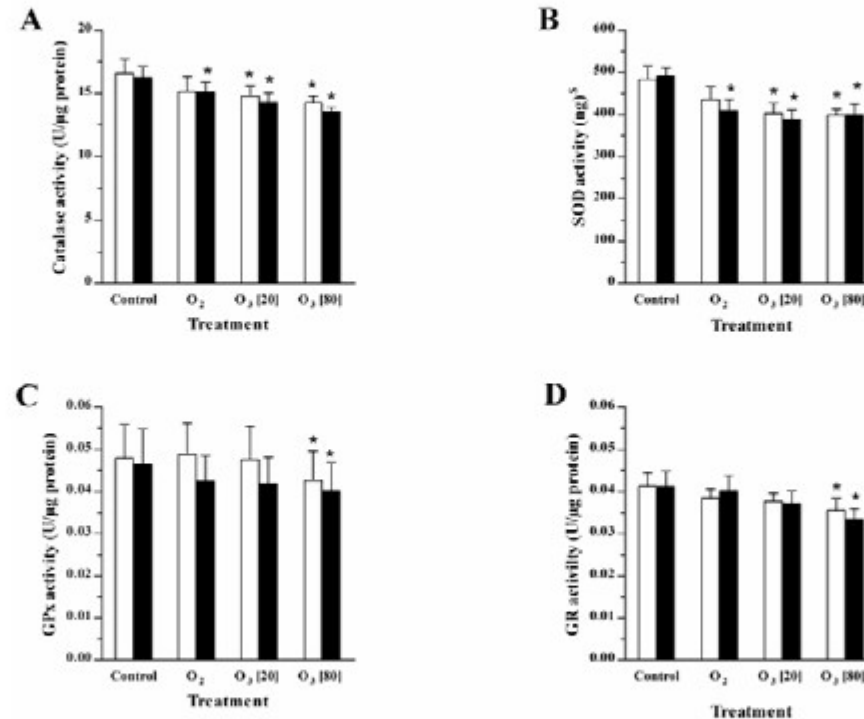 A
Catalase activity (U/µg protein)
20
15
10
5
0
Control O₂ O₃ [20] O₃ [80]
Treatment
B
SOD activity (ng)ˢ
600
500
400
300
200
100
0
Control O₂ O₃ [20] O₃ [80]
Treatment
C
GPx activity (U/µg protein)
0.06
0.05
0.04
0.03
0.02
0.01
0.00
Control O₂ O₃ [20] O₃ [80]
Treatment
D
GR activilty (U/µg protein)
0.06
0.05
0.04
0.03
0.02
0.01
0.00
Control O₂ O₃ [20] O₃ [80]
Treatment